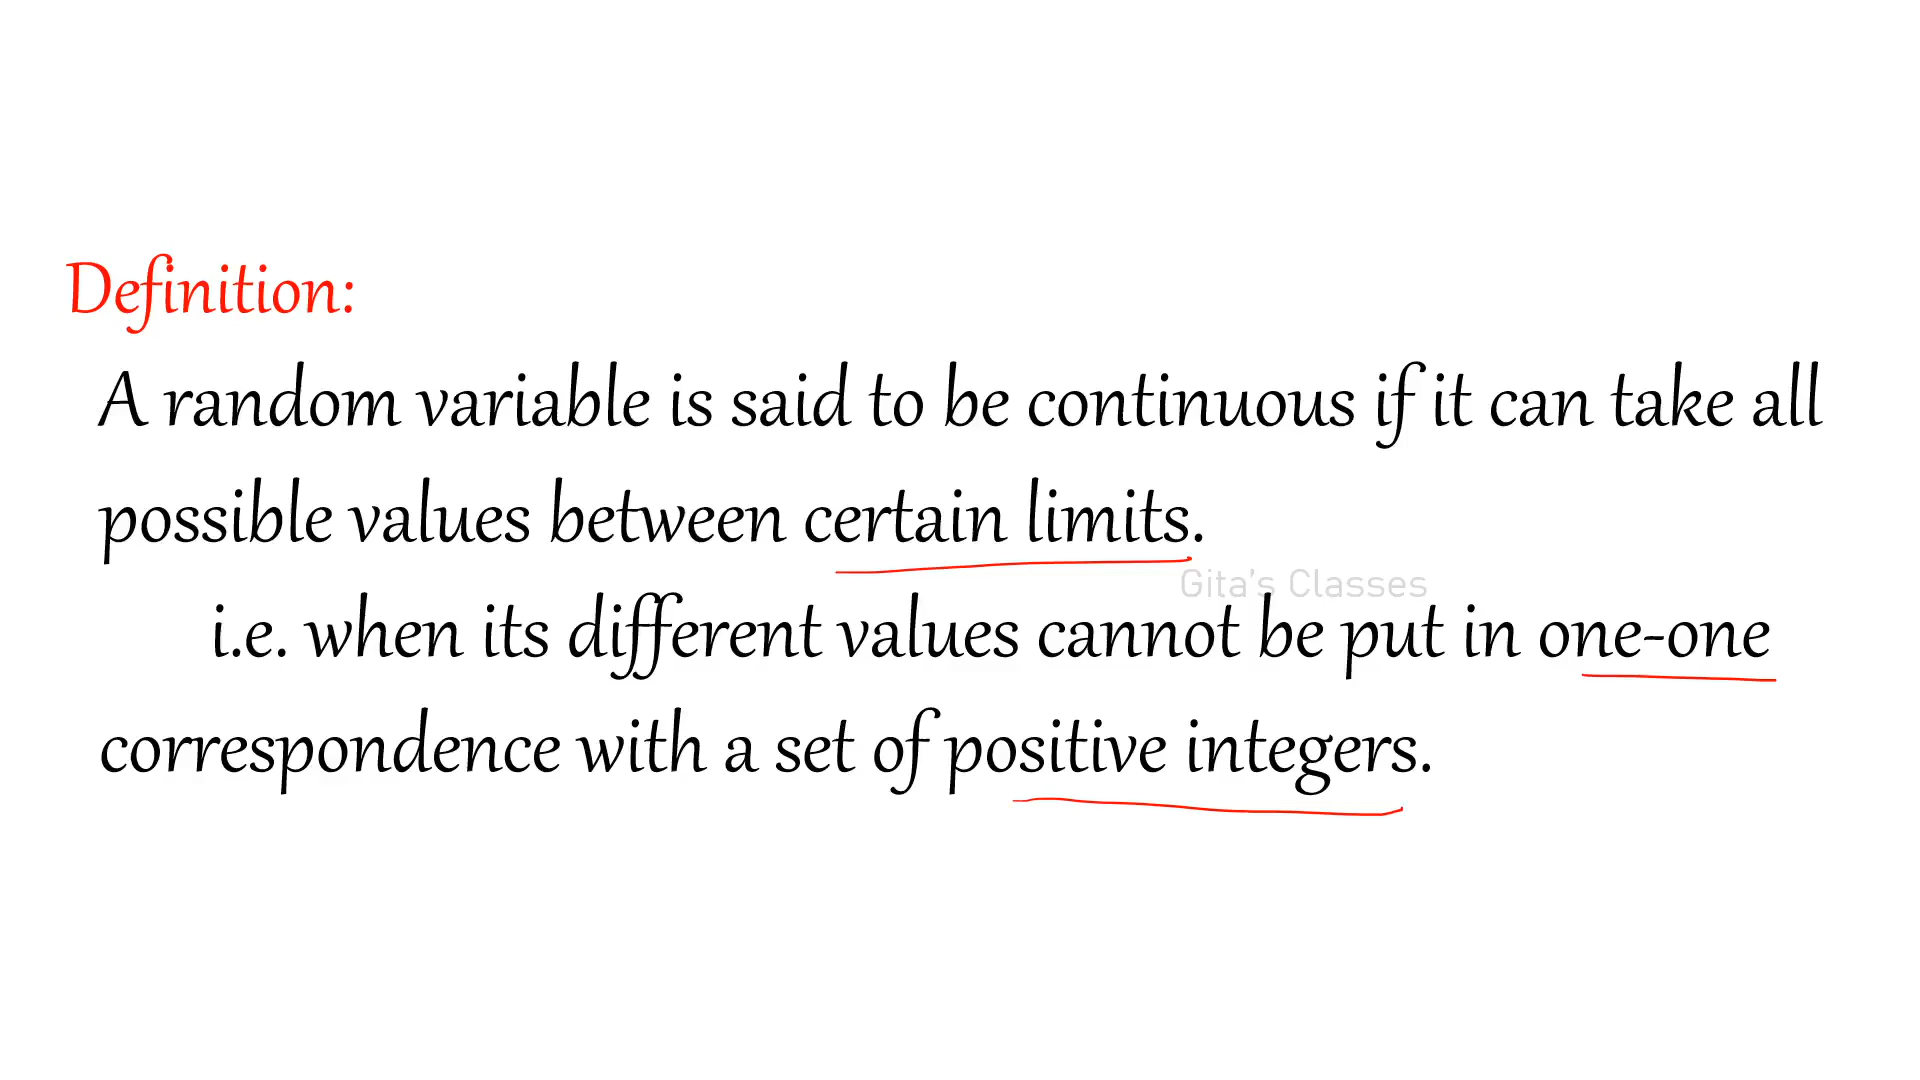 Definition:
A random variable is said to be continuous if it can take all
possible values between certain limits.
Gita's Classes
i.e. when its different values cannot be put in one-one
correspondence with a set of positive integers.